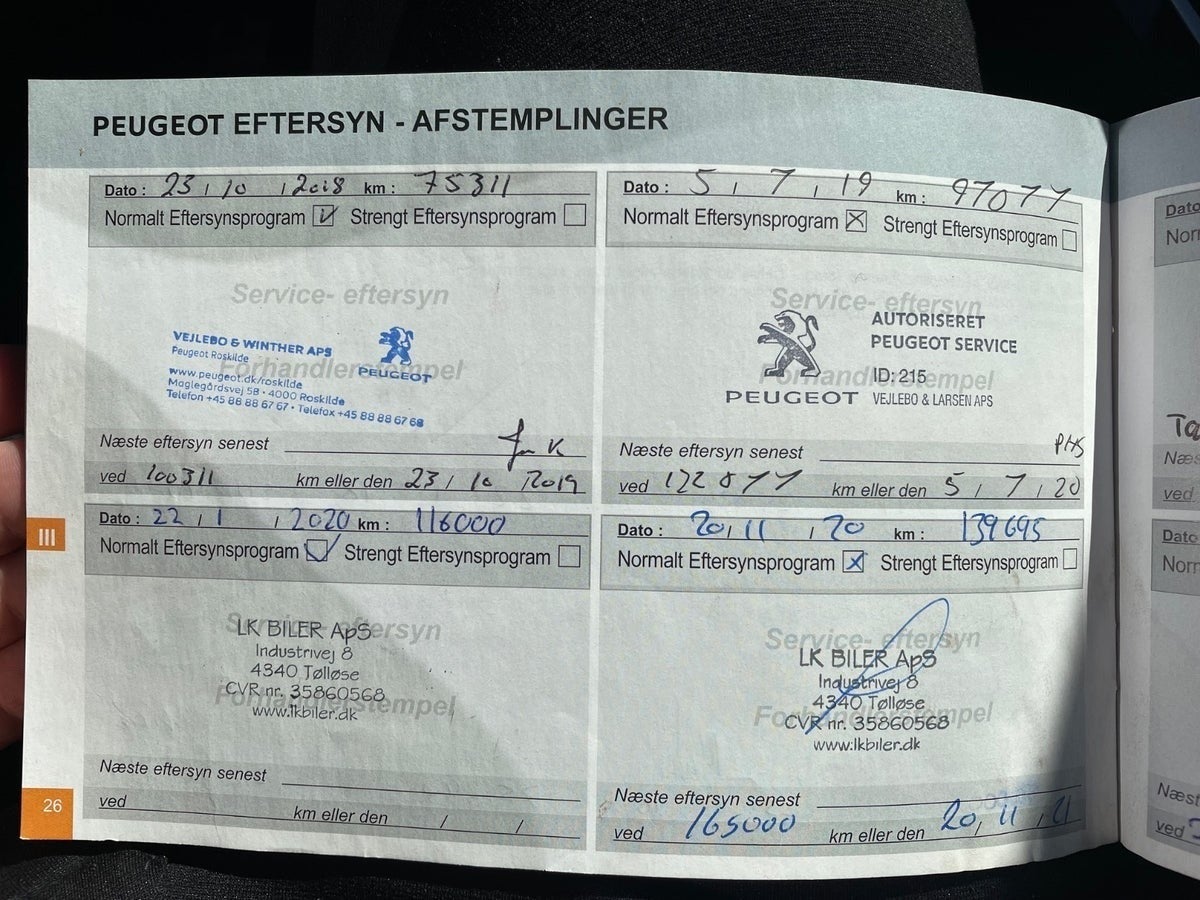 PEUGEOT EFTERSYN - AFSTEMPLINGER
Dato : 23 / 10 / 2018 km : 75311
Normalt Eftersynsprogram Strengt Eftersynsprogram
Service- eftersyn
VEJLEBO & WINTHER APS
Peugeot Roskilde
PEUGEOT
Forhandlerstempel
www.peugeot.dk/roskilde
Maglegårdsvej 5B • 4000 Roskilde
Telefon +45 88 88 67 67 • Telefax +45 88 88 67 68
Næste eftersyn senest
ved 100311 km eller den 23 / 10 2019
Dato : 5 / 7 / 19 km : 97077
Normalt Eftersynsprogram Strengt Eftersynsprogram
Service- eftersyn
AUTORISERET
PEUGEOT SERVICE
Forhandlerstempel
ID: 215
PEUGEOT VEJLEBO & LARSEN APS
Næste eftersyn senest PHS
ved 122077 km eller den 5 / 7 / 20
Dato : 22 / 1 / 2020 km : 116000
Normalt Eftersynsprogram Strengt Eftersynsprogram
Service- eftersyn
LK BILER ApS
Industrivej 8
4340 Tølløse
CVR nr. 35860568
Forhandlerstempel
www.lkbiler.dk
Næste eftersyn senest
ved km eller den / /
Dato : 20 / 11 / 20 km : 139695
Normalt Eftersynsprogram Strengt Eftersynsprogram
Service- eftersyn
LK BILER ApS
Industrivej 8
4340 Tølløse
Forhandlerstempel
CVR nr. 35860568
www.lkbiler.dk
Næste eftersyn senest
ved 165000 km eller den 20 / 11 / 21
III
26
Dato
ved
Dato
ved